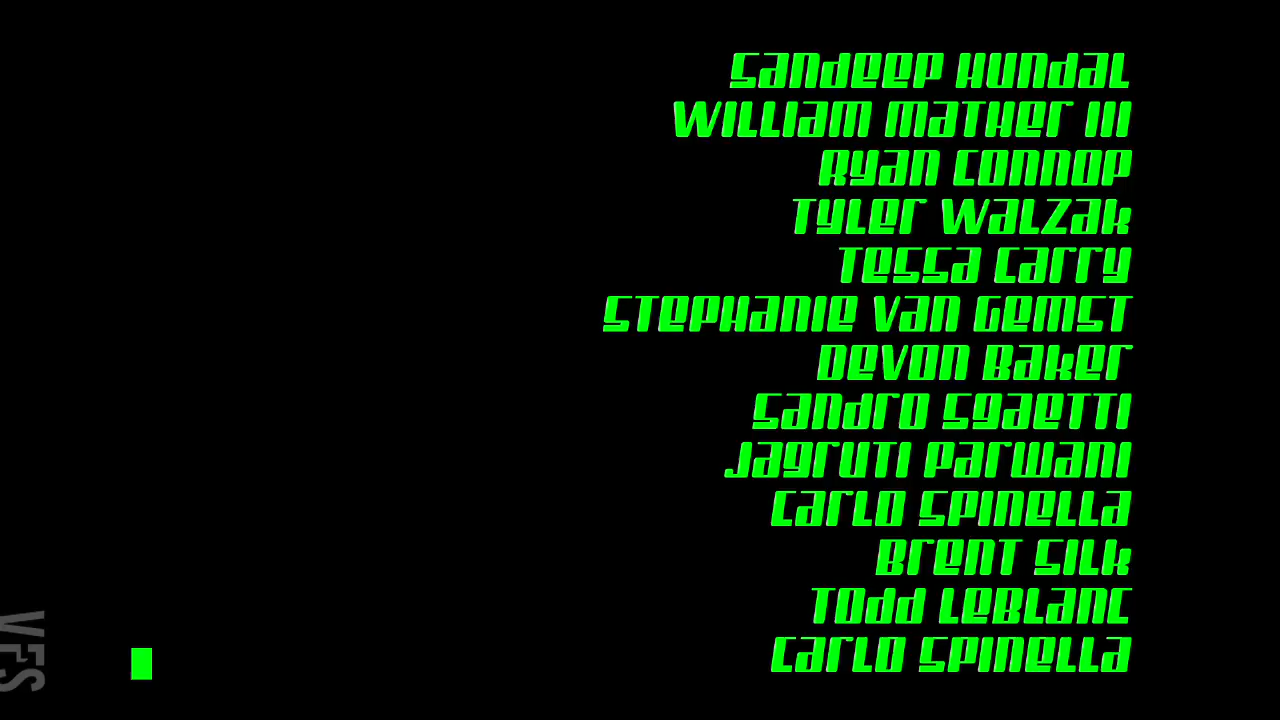 Sandeep Hundal
William Mather III
Ryan Connop
Tyler Walzak
Tessa Carry
Stephanie Van Gemst
Devon Baker
Sandro Sgaetti
Jagruti Parwani
Carlo Spinella
Brent Silk
Todd LeBlanc
Carlo Spinella
VFS